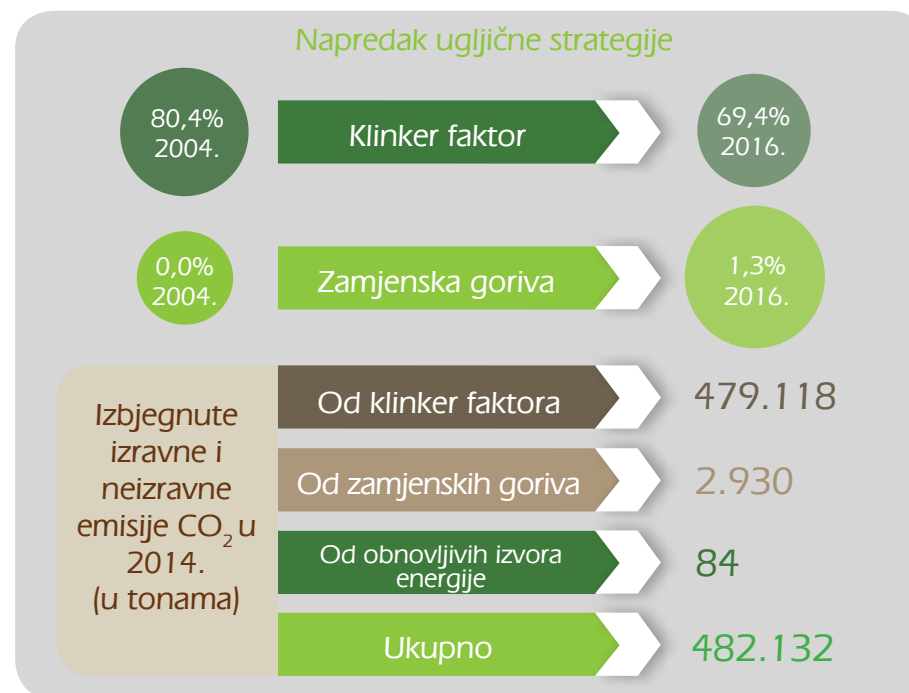 Napredak ugljične strategije
80,4%
2004.
Klinker faktor
69,4%
2016.
0,0%
2004.
Zamjenska goriva
1,3%
2016.
Izbjegnute
izravne i
neizravne
emisije CO₂ u
2014.
(u tonama)
Od klinker faktora
479.118
Od zamjenskih goriva
2.930
Od obnovljivih izvora
energije
84
Ukupno
482.132